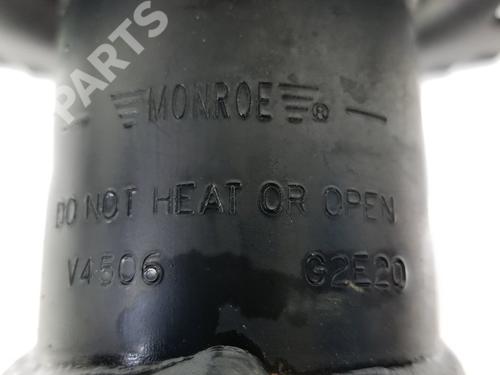 B PARTS
MONROE®
DO NOT HEAT OR OPEN
V4506 G2E20